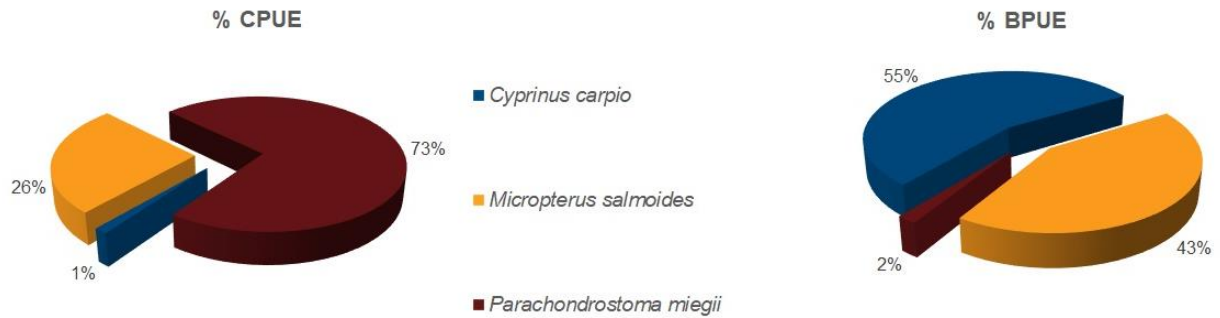 % CPUE
73%
26%
1%
Cyprinus carpio
Micropterus salmoides
Parachondrostoma miegii
% BPUE
55%
43%
2%